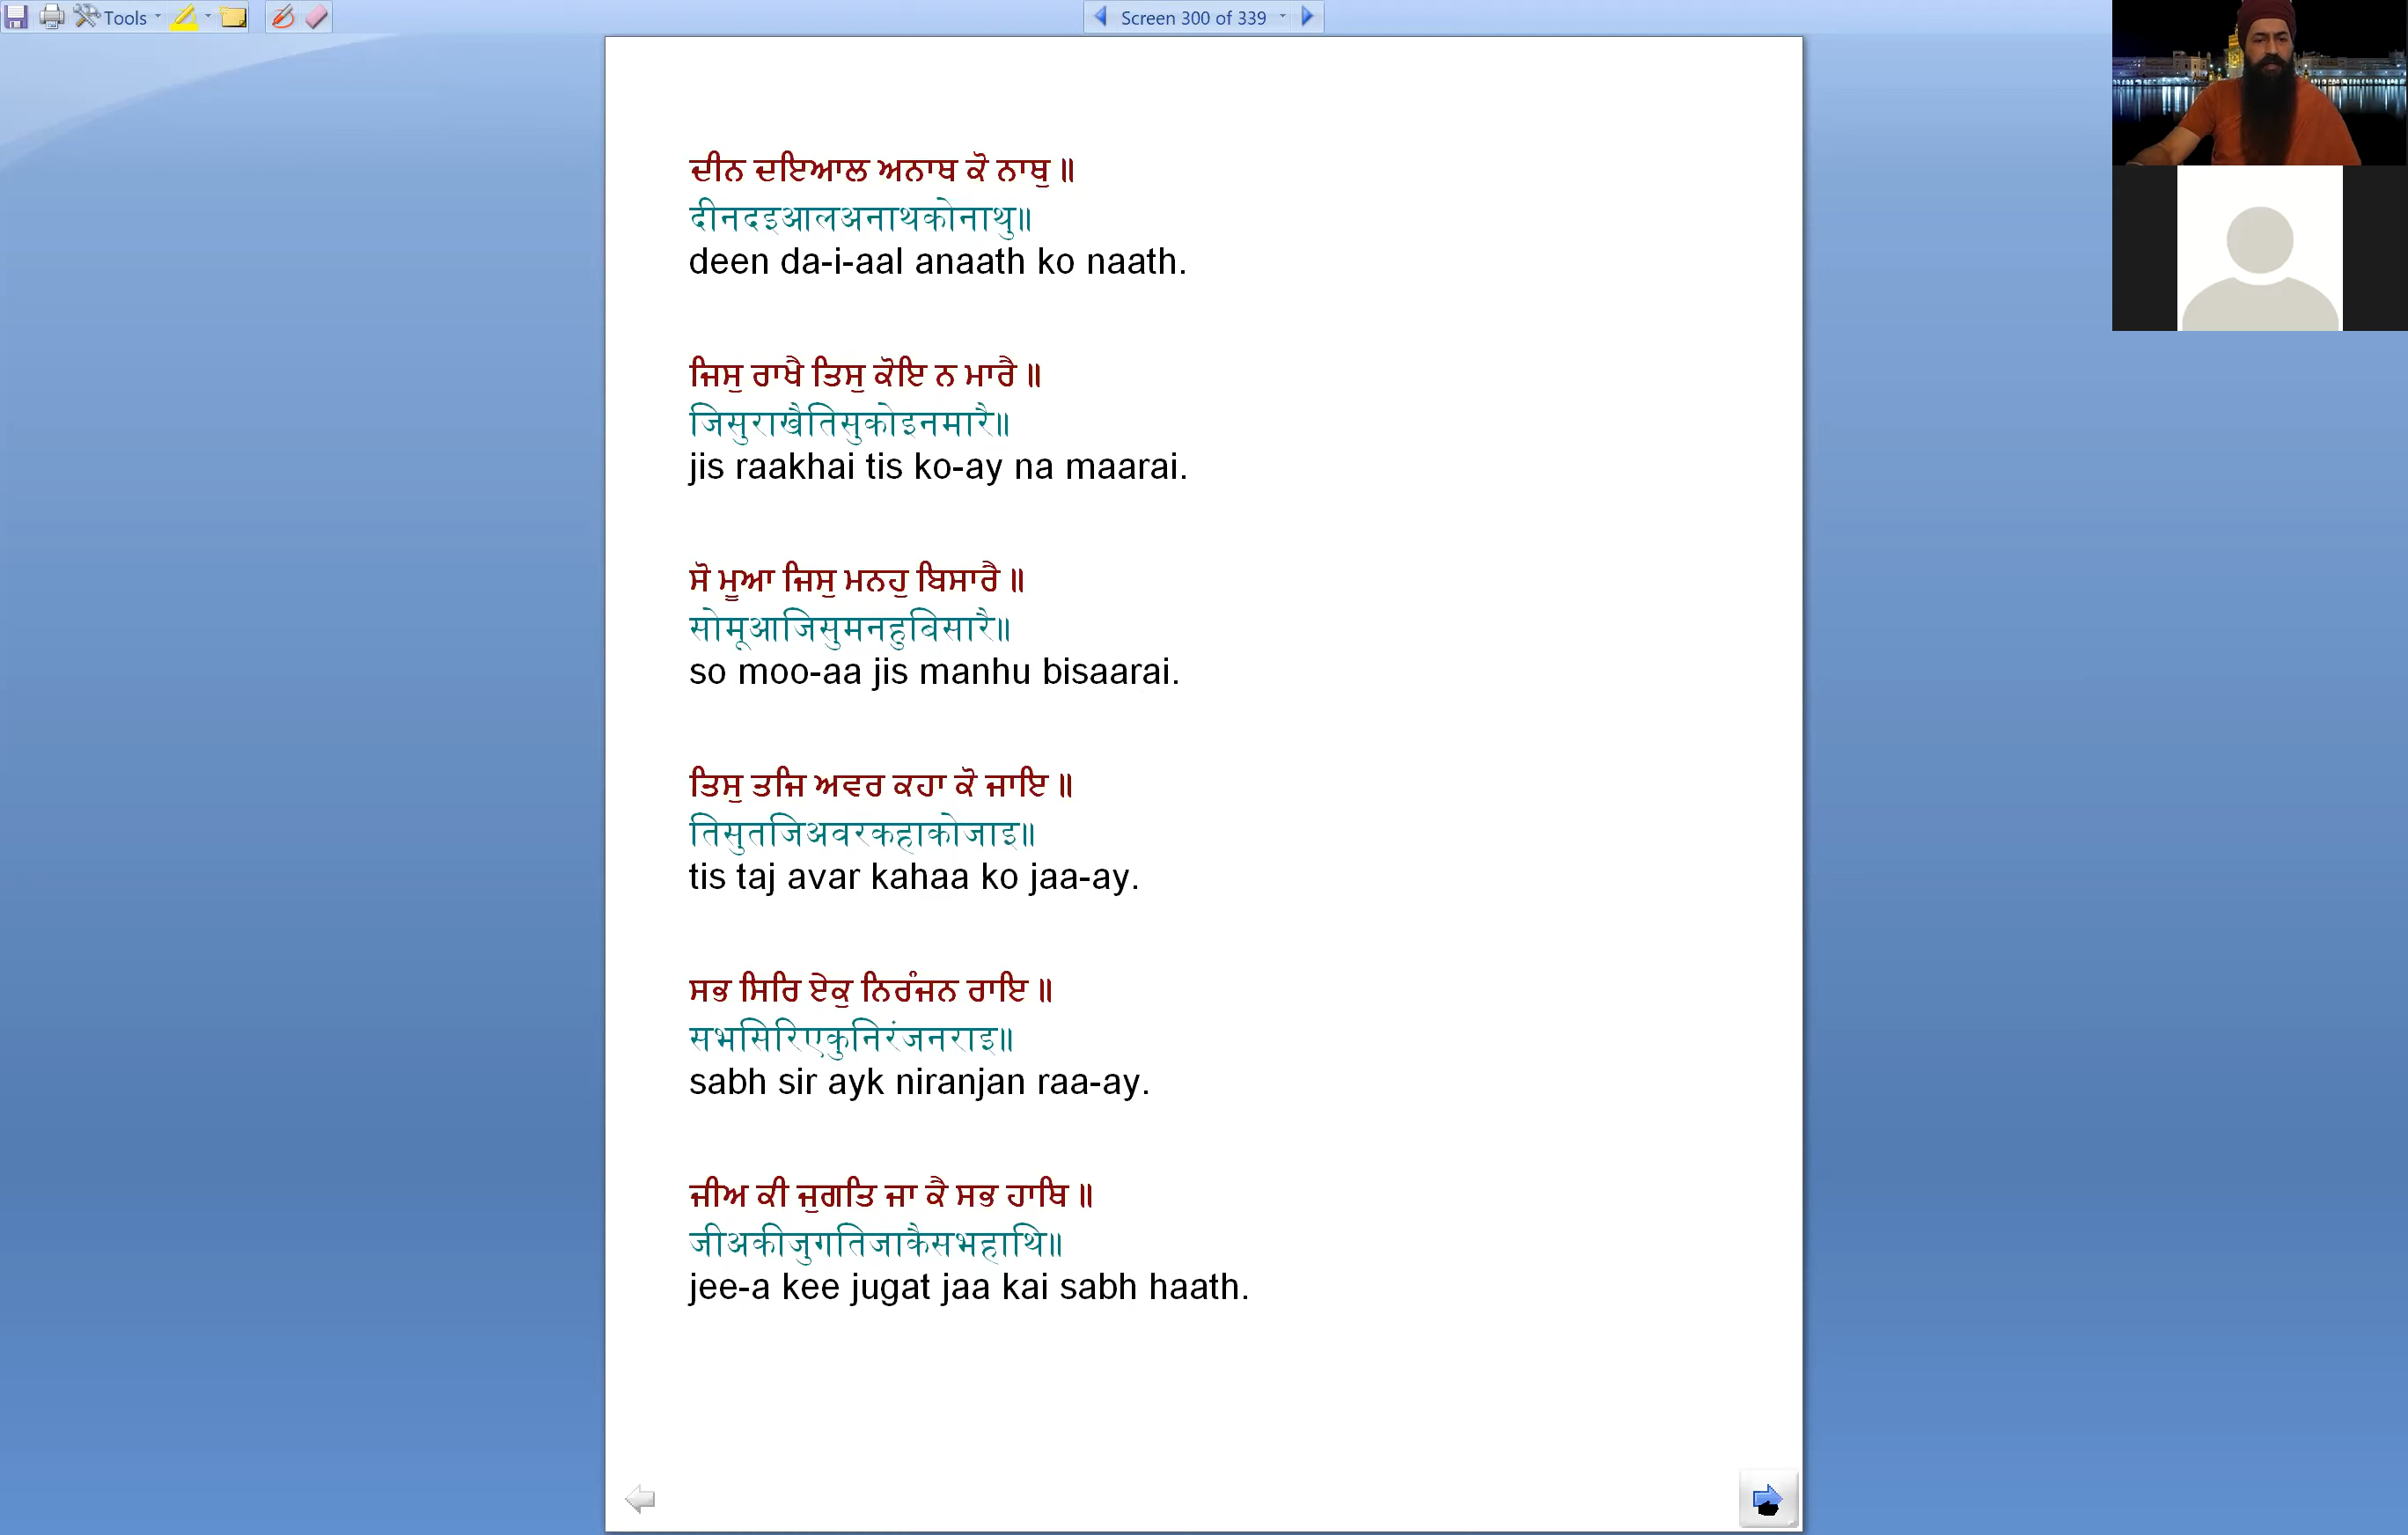 Tools
Screen 300 of 339
ਦੀਨ ਦਇਆਲ ਅਨਾਥ ਕੋ ਨਾਥੁ ॥
दीनदइआलअनाथकोनाथु॥
deen da-i-aal anaath ko naath.
ਜਿਸੁ ਰਾਖੈ ਤਿਸੁ ਕੋਇ ਨ ਮਾਰੈ ॥
जिसुराखैतिसुकोइनमारै॥
jis raakhai tis ko-ay na maarai.
ਸੋ ਮੂਆ ਜਿਸੁ ਮਨਹੁ ਬਿਸਾਰੈ ॥
सोमूआजिसुमनहुबिसारै॥
so moo-aa jis manhu bisaarai.
ਤਿਸੁ ਤਜਿ ਅਵਰ ਕਹਾ ਕੋ ਜਾਇ ॥
तिसुतजिअवरकहाकोजाइ॥
tis taj avar kahaa ko jaa-ay.
ਸਭ ਸਿਰਿ ਏਕੁ ਨਿਰੰਜਨ ਰਾਇ ॥
सभसिरिएकुनिरंजनराइ॥
sabh sir ayk niranjan raa-ay.
ਜੀਅ ਕੀ ਜੁਗਤਿ ਜਾ ਕੈ ਸਭ ਹਾਥਿ ॥
जीअकीजुगतिजाकैसभहाथि॥
jee-a kee jugat jaa kai sabh haath.